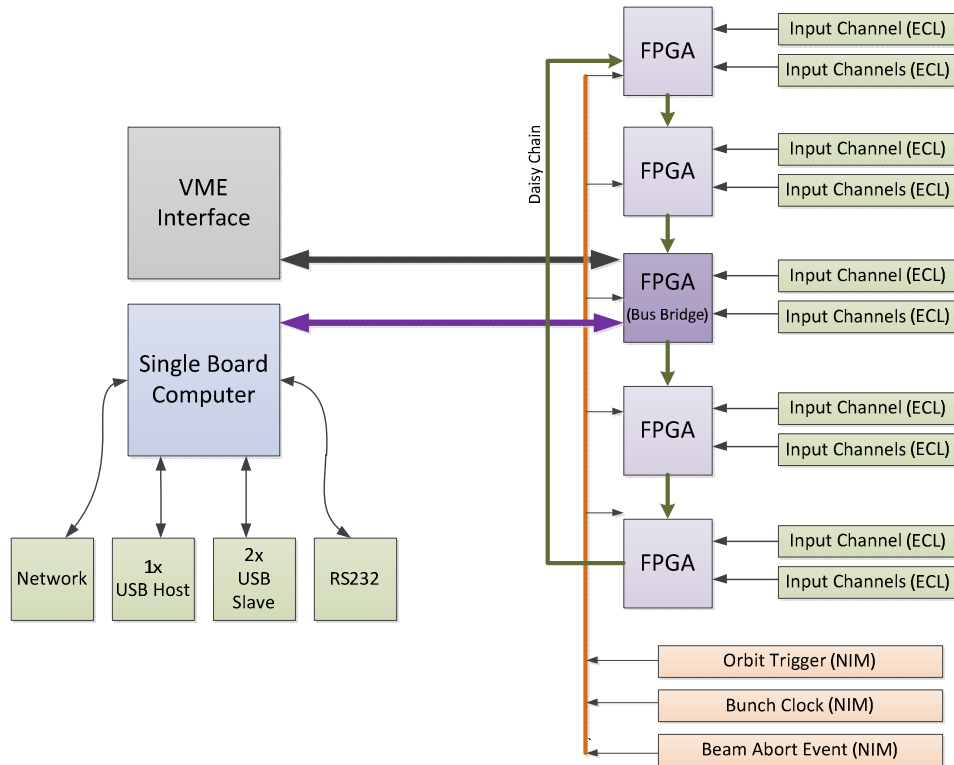 FPGA
Input Channel (ECL)
Input Channels (ECL)
VME
Interface
Daisy Chain
FPGA
Input Channel (ECL)
Input Channels (ECL)
FPGA
(Bus Bridge)
Input Channel (ECL)
Input Channels (ECL)
Single Board
Computer
FPGA
Input Channel (ECL)
Input Channels (ECL)
Network
1x
USB Host
2x
USB
Slave
RS232
FPGA
Input Channel (ECL)
Input Channels (ECL)
Orbit Trigger (NIM)
Bunch Clock (NIM)
Beam Abort Event (NIM)